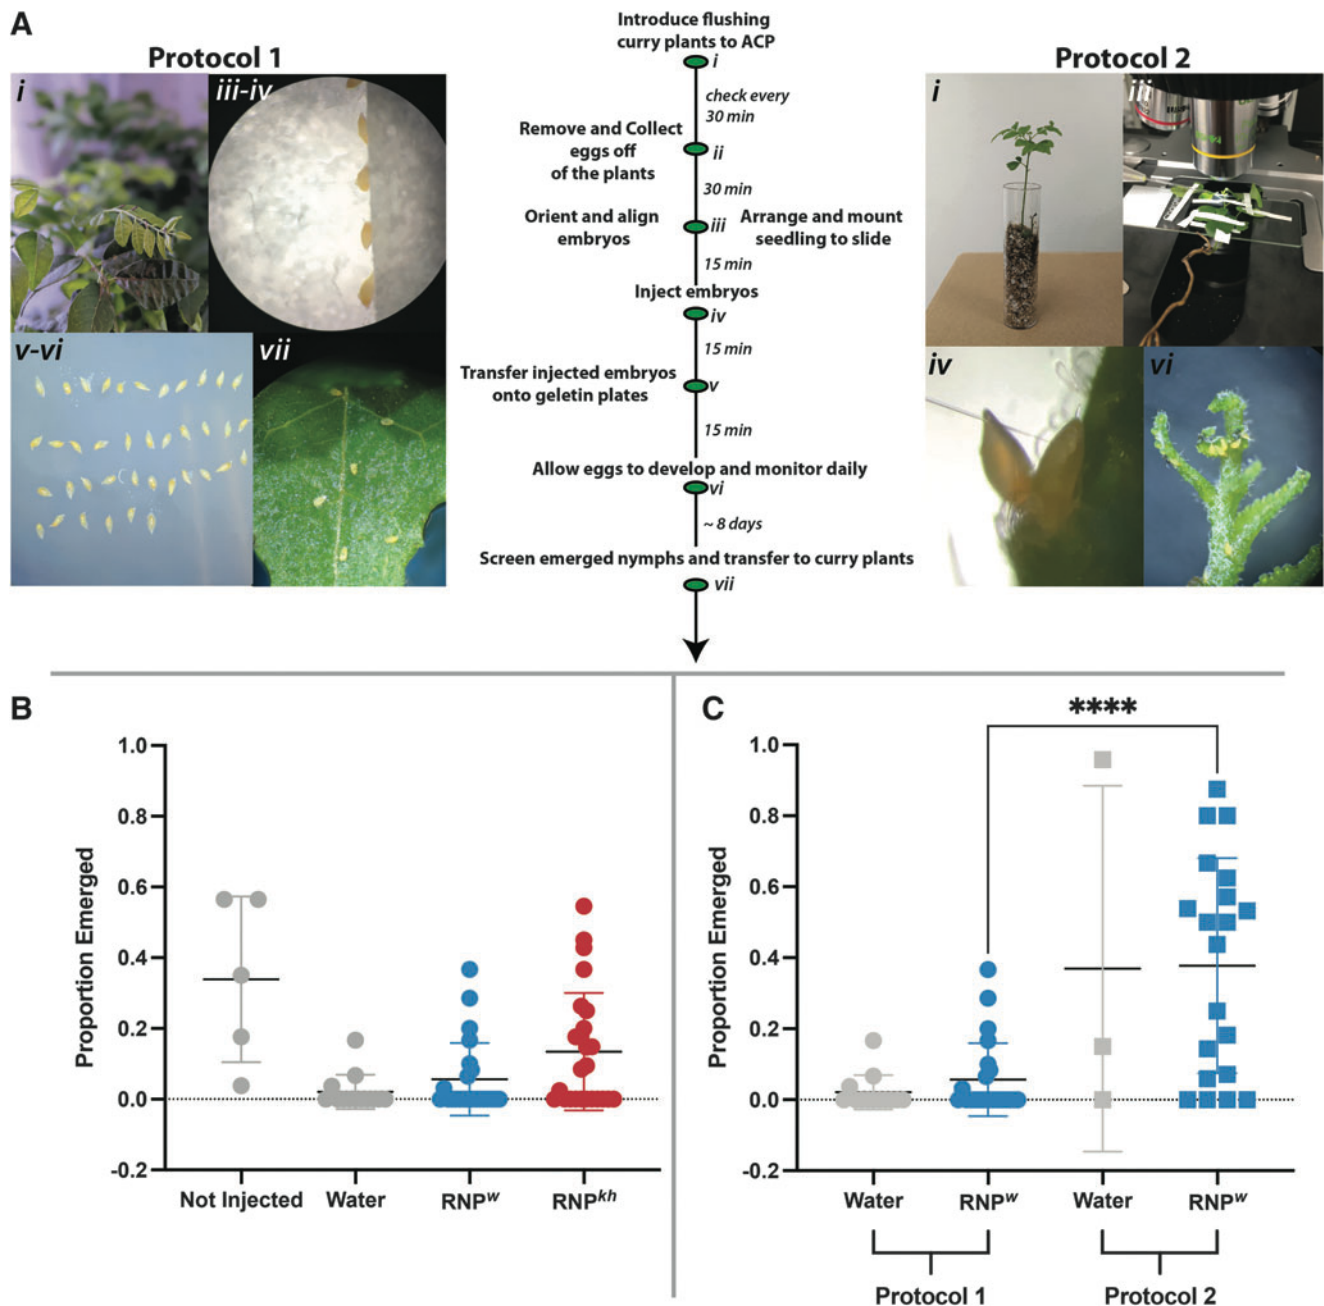 A
Protocol 1
i
iii-iv
v-vi
vii
Introduce flushing
curry plants to ACP
i
check every
30 min
Remove and Collect
eggs off
of the plants
ii
30 min
Orient and align
embryos
iii
Arrange and mount
seedling to slide
15 min
Inject embryos
iv
15 min
Transfer injected embryos
onto geletin plates
v
15 min
Allow eggs to develop and monitor daily
vi
~ 8 days
Screen emerged nymphs and transfer to curry plants
vii
Protocol 2
i
iii
iv
vi
B
Proportion Emerged
1.0
0.8
0.6
0.4
0.2
0.0
-0.2
Not Injected
Water
RNPw
RNPkh
C
****
Proportion Emerged
1.0
0.8
0.6
0.4
0.2
0.0
-0.2
Water
RNPw
Water
RNPw
Protocol 1
Protocol 2